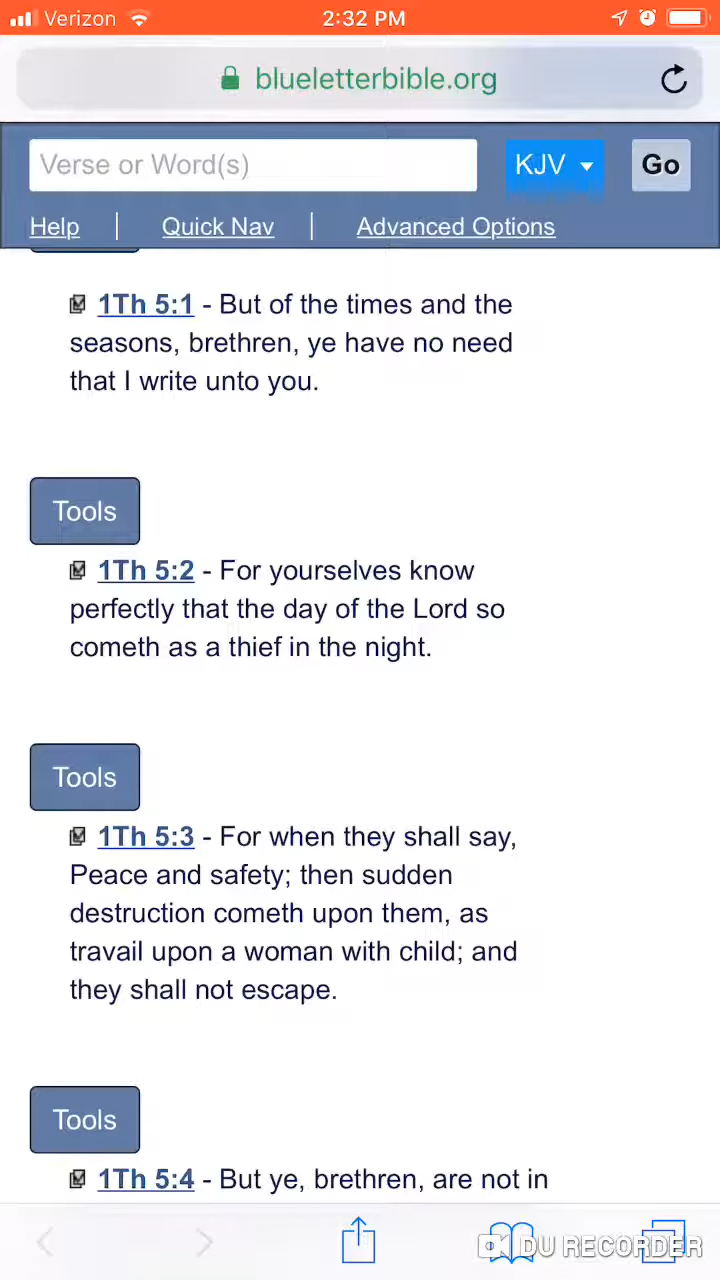 Verizon 2:32 PM
blueletterbible.org
Verse or Word(s) KJV Go
Help | Quick Nav | Advanced Options
1Th 5:1 - But of the times and the
seasons, brethren, ye have no need
that I write unto you.
Tools
1Th 5:2 - For yourselves know
perfectly that the day of the Lord so
cometh as a thief in the night.
Tools
1Th 5:3 - For when they shall say,
Peace and safety; then sudden
destruction cometh upon them, as
travail upon a woman with child; and
they shall not escape.
Tools
1Th 5:4 - But ye, brethren, are not in
DU RECORDER